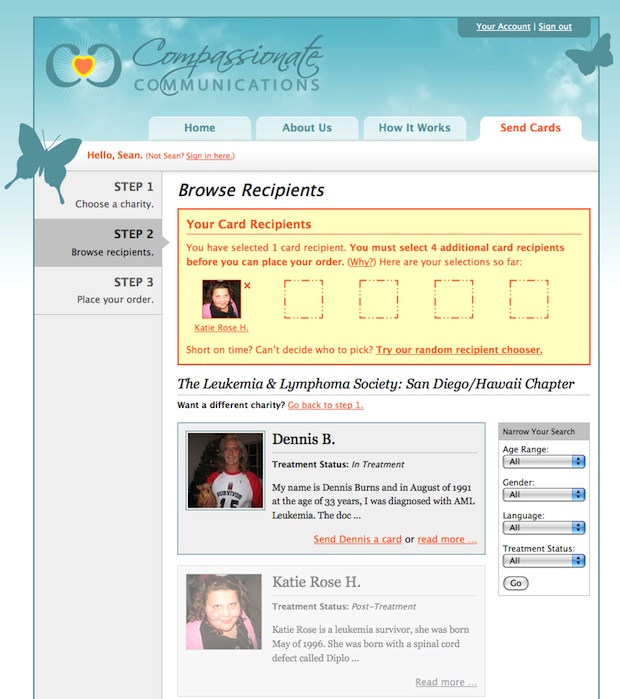 Your Account | Sign out
Compassionate
COMMUNICATIONS
Home
About Us
How It Works
Send Cards
Hello, Sean. (Not Sean? Sign in here.)
STEP 1
Choose a charity.
STEP 2
Browse recipients.
STEP 3
Place your order.
Browse Recipients
Your Card Recipients
You have selected 1 card recipient. You must select 4 additional card recipients
before you can place your order. (Why?) Here are your selections so far:
×
Katie Rose H.
Short on time? Can't decide who to pick? Try our random recipient chooser.
The Leukemia & Lymphoma Society: San Diego/Hawaii Chapter
Want a different charity? Go back to step 1.
Dennis B.
Treatment Status: In Treatment
My name is Dennis Burns and in August of 1991
at the age of 33 years, I was diagnosed with AML
Leukemia. The doc ...
Send Dennis a card or read more ...
SURVIVOR
15
Katie Rose H.
Treatment Status: Post-Treatment
Katie Rose is a leukemia survivor, she was born
May of 1996. She was born with a spinal cord
defect called Diplo ...
Read more ...
Narrow Your Search
Age Range:
All
Gender:
All
Language:
All
Treatment Status:
All
Go